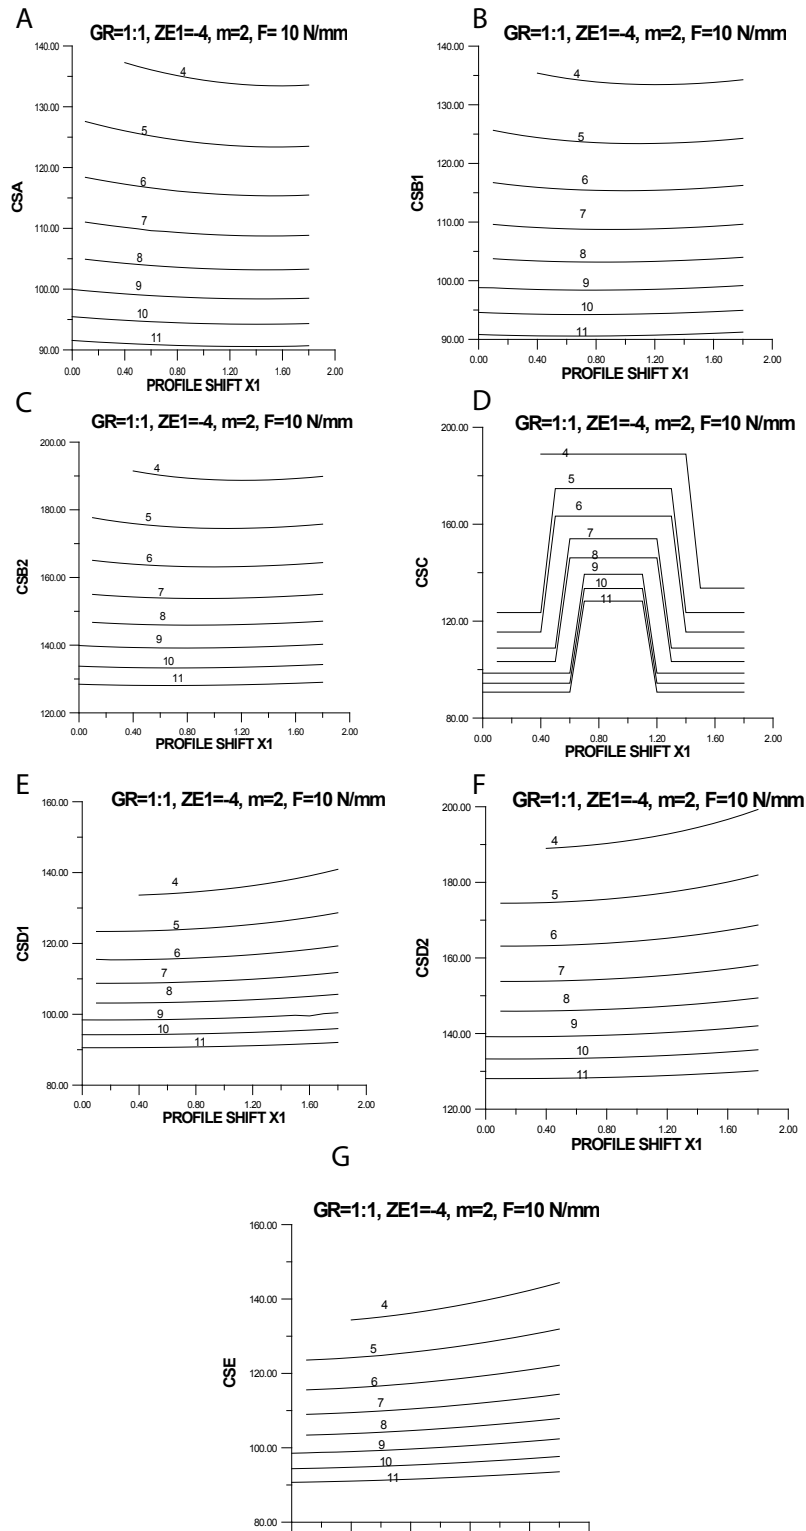 A
GR=1:1, ZE1=-4, m=2, F= 10 N/mm
140.00
130.00
120.00
110.00
100.00
90.00
CSA
4
5
6
7
8
9
10
11
0.00 0.40 0.80 1.20 1.60 2.00
PROFILE SHIFT X1
B
GR=1:1, ZE1=-4, m=2, F=10 N/mm
140.00
130.00
120.00
110.00
100.00
90.00
CSB1
4
5
6
7
8
9
10
11
0.00 0.40 0.80 1.20 1.60 2.00
PROFILE SHIFT X1
C
GR=1:1, ZE1=-4, m=2, F=10 N/mm
200.00
180.00
160.00
140.00
120.00
CSB2
4
5
6
7
8
9
10
11
0.00 0.40 0.80 1.20 1.60 2.00
PROFILE SHIFT X1
D
GR=1:1, ZE1=-4, m=2, F=10 N/mm
200.00
160.00
120.00
80.00
CSC
4
5
6
7
8
9
10
11
0.00 0.40 0.80 1.20 1.60 2.00
PROFILE SHIFT X1
E
GR=1:1, ZE1=-4, m=2, F=10 N/mm
160.00
140.00
120.00
100.00
80.00
CSD1
4
5
6
7
8
9
10
11
0.00 0.40 0.80 1.20 1.60 2.00
PROFILE SHIFT X1
F
GR=1:1, ZE1=-4, m=2, F=10 N/mm
200.00
180.00
160.00
140.00
120.00
CSD2
4
5
6
7
8
9
10
11
0.00 0.40 0.80 1.20 1.60 2.00
PROFILE SHIFT X1
G
GR=1:1, ZE1=-4, m=2, F=10 N/mm
160.00
140.00
120.00
100.00
80.00
CSE
4
5
6
7
8
9
10
11